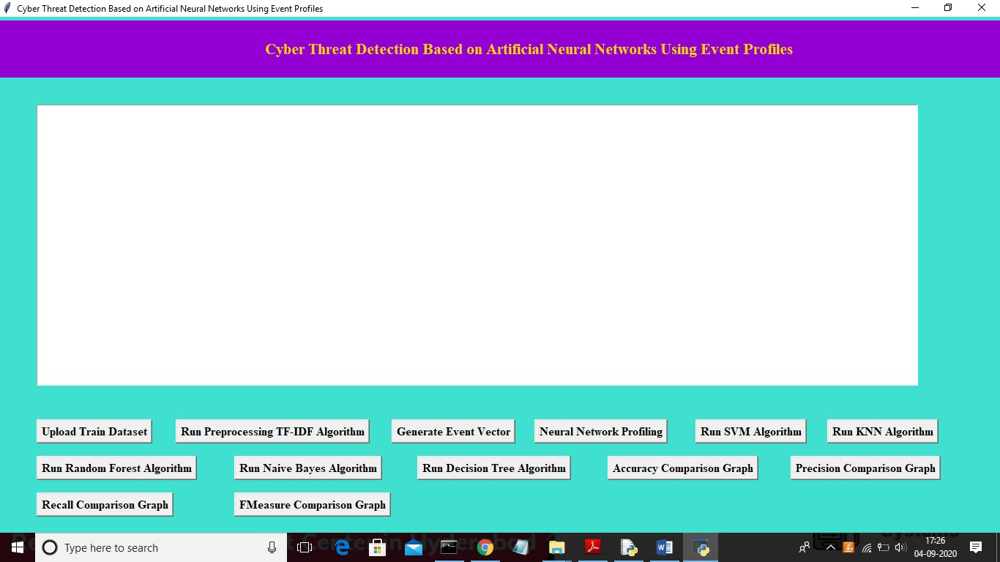 Cyber Threat Detection Based on Artificial Neural Networks Using Event Profiles
Cyber Threat Detection Based on Artificial Neural Networks Using Event Profiles
Upload Train Dataset Run Preprocessing TF-IDF Algorithm Generate Event Vector Neural Network Profiling Run SVM Algorithm Run KNN Algorithm
Run Random Forest Algorithm Run Naive Bayes Algorithm Run Decision Tree Algorithm Accuracy Comparison Graph Precision Comparison Graph
Recall Comparison Graph FMeasure Comparison Graph
Type here to search
17:26
04-09-2020